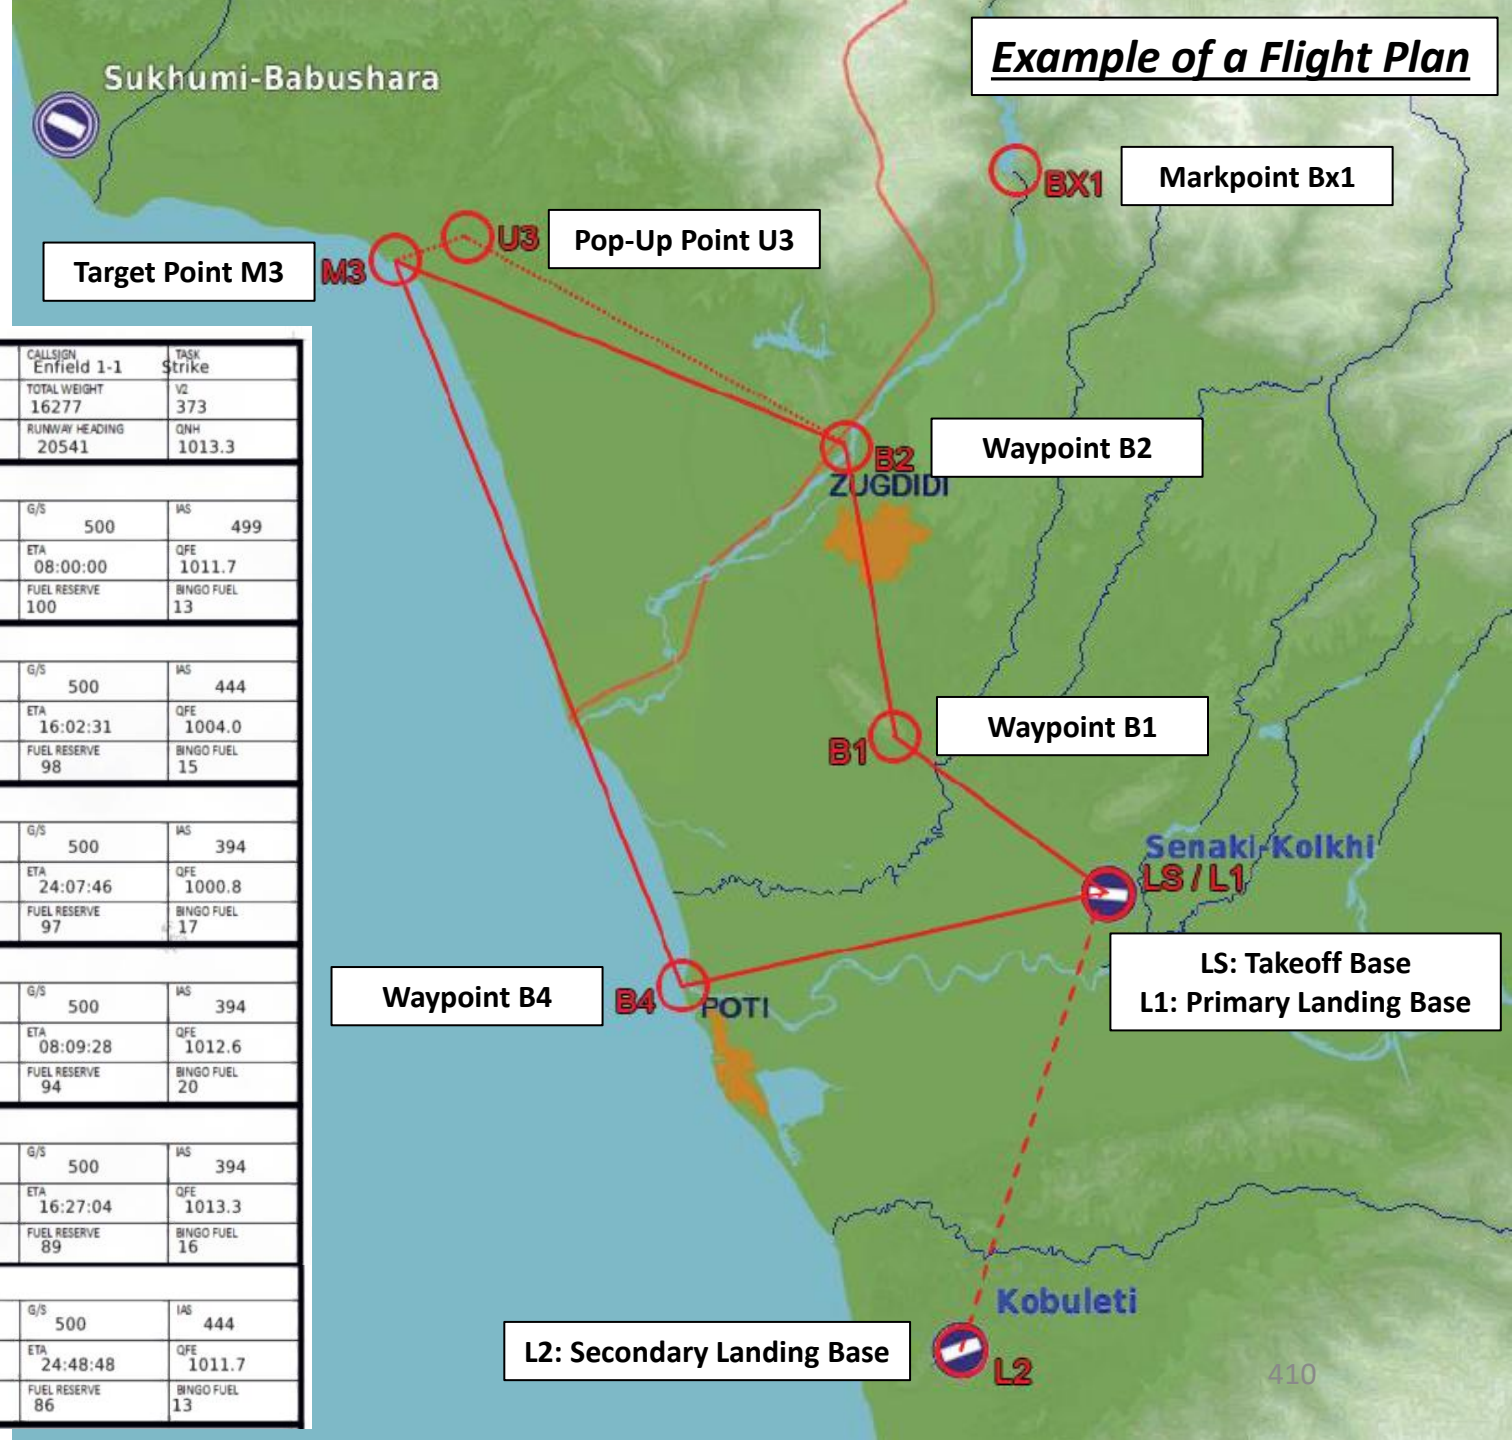 Example of a Flight Plan
Sukhumi-Babushara
BX1
Markpoint Bx1
U3
Pop-Up Point U3
Target Point M3
M3
Waypoint B2
B2
ZUGDIDI
Waypoint B1
B1
Senaki-Kolkhi
LS / L1
LS: Takeoff Base
L1: Primary Landing Base
Waypoint B4
B4
POTI
Kobuleti
L2: Secondary Landing Base
L2
410
CALLSIGN TASK
Enfield 1-1 Strike
TOTAL WEIGHT V2
16277 373
RUNWAY HEADING QNH
20541 1013.3
G/S IAS
500 499
ETA QFE
08:00:00 1011.7
FUEL RESERVE BINGO FUEL
100 13
G/S IAS
500 444
ETA QFE
16:02:31 1004.0
FUEL RESERVE BINGO FUEL
98 15
G/S IAS
500 394
ETA QFE
24:07:46 1000.8
FUEL RESERVE BINGO FUEL
97 17
G/S IAS
500 394
ETA QFE
08:09:28 1012.6
FUEL RESERVE BINGO FUEL
94 20
G/S IAS
500 394
ETA QFE
16:27:04 1013.3
FUEL RESERVE BINGO FUEL
89 16
G/S IAS
500 444
ETA QFE
24:48:48 1011.7
FUEL RESERVE BINGO FUEL
86 13